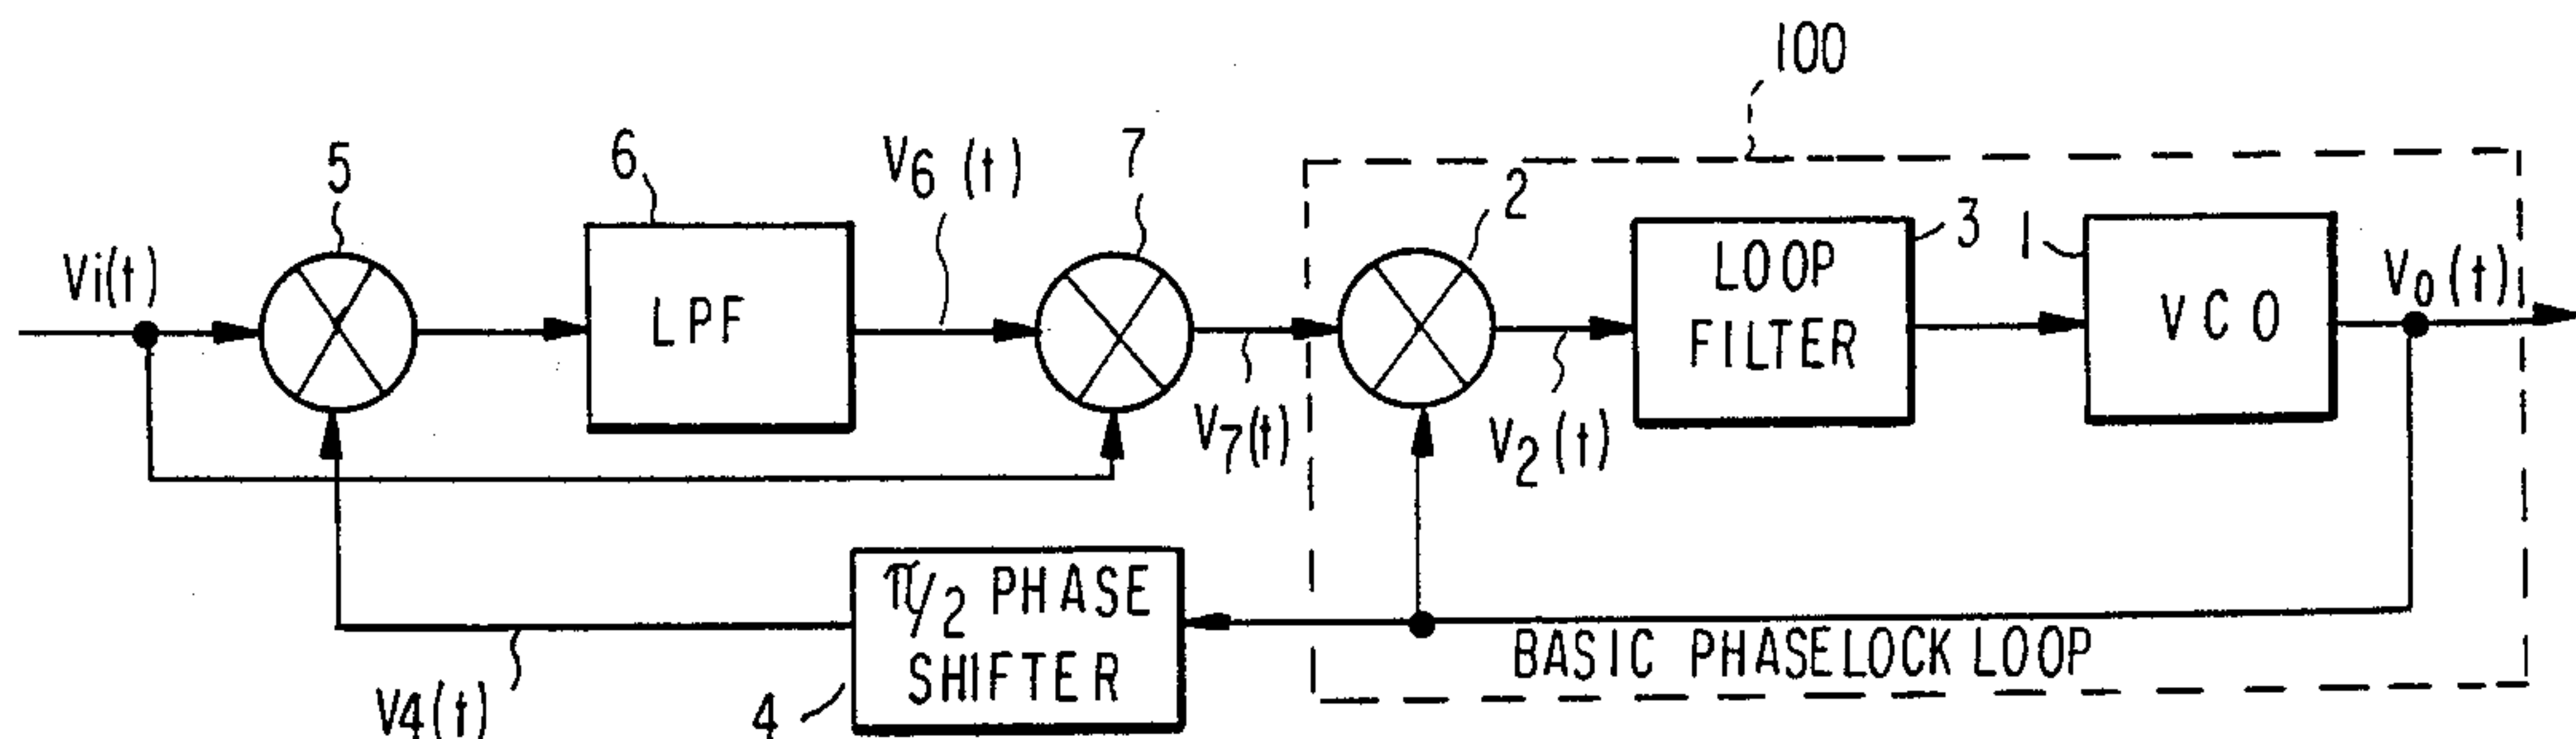 100
5
6
V6 (t)
7
2
3
1
Vi(t)
LPF
LOOP
FILTER
VCO
Vo(t)
V7(t)
V2(t)
π/2 PHASE
SHIFTER
BASIC PHASELOCK LOOP
V4(t)
4